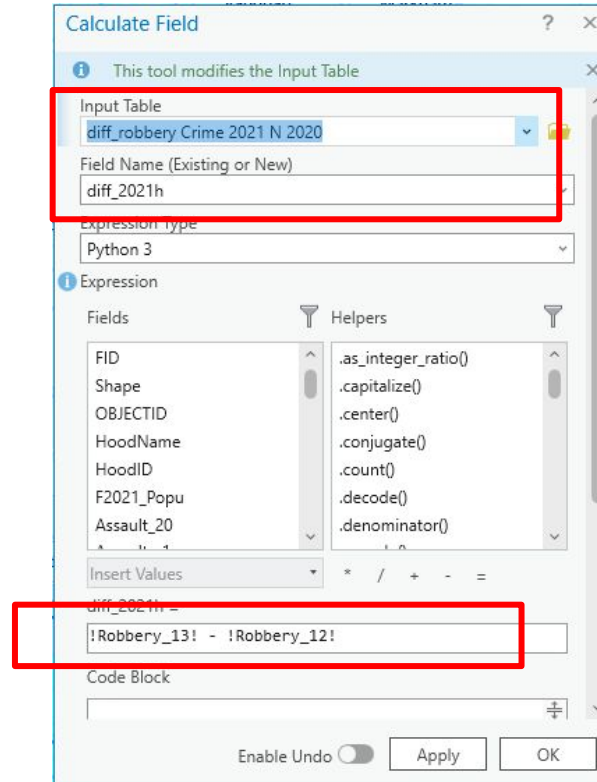 Calculate Field ? ×
This tool modifies the Input Table ×
Input Table
diff_robbery Crime 2021 N 2020
Field Name (Existing or New)
diff_2021h
Expression Type
Python 3
Expression
Fields Helpers
FID .as_integer_ratio()
Shape .capitalize()
OBJECTID .center()
HoodName .conjugate()
HoodID .count()
F2021_Popu .decode()
Assault_20 .denominator()
Insert Values * / + - =
diff_2021h =
!Robbery_13! - !Robbery_12!
Code Block
Enable Undo Apply OK